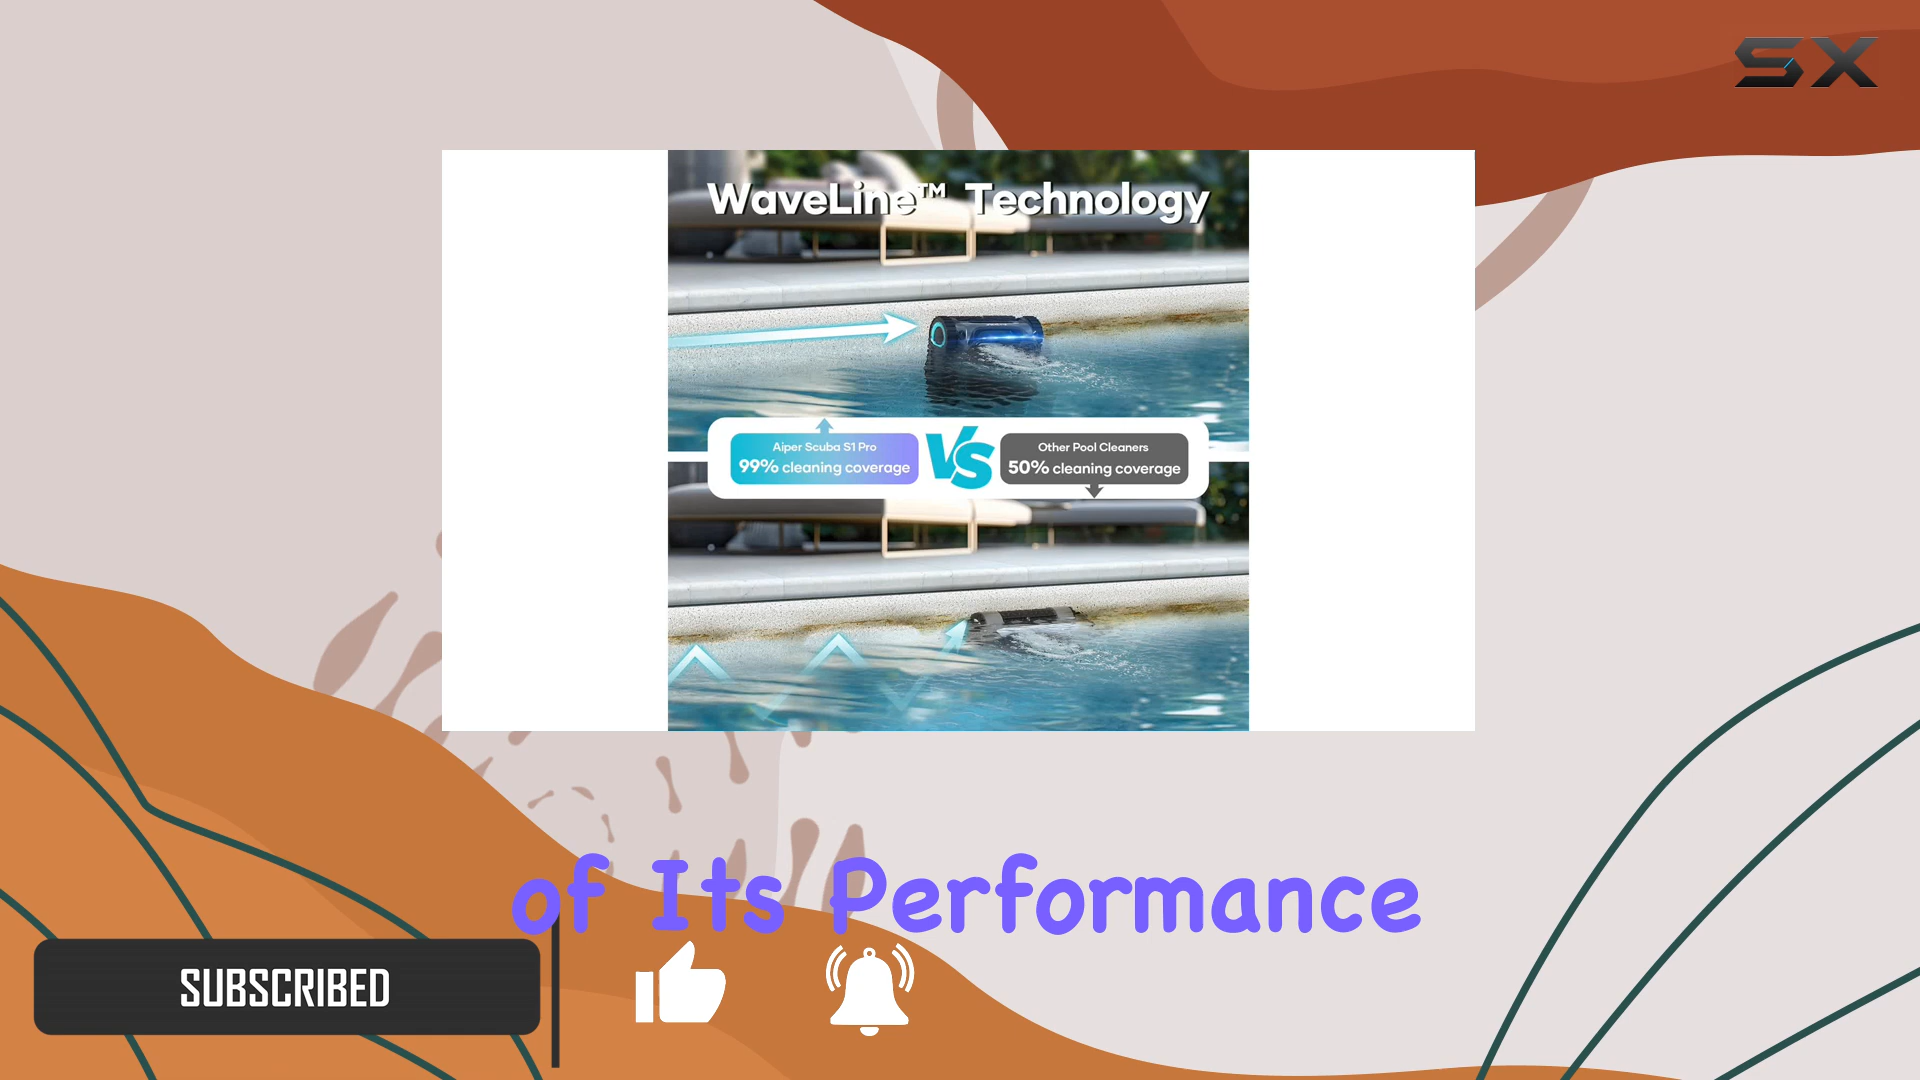 SX
WaveLine™ Technology
Aiper Scuba S1 Pro
99% cleaning coverage
VS
Other Pool Cleaners
50% cleaning coverage
of Its Performance
SUBSCRIBED